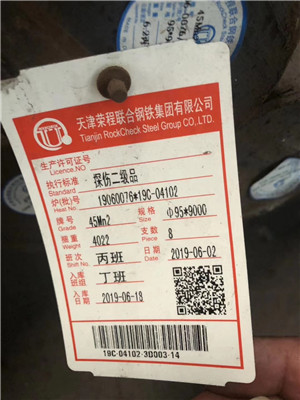 天津荣程联合钢铁集团有限公司
Tianjin RockCheck Steel Group CO.,LTD.
生产许可证号
Licence.NO
执行标准 探伤二级品
Standard
炉(批)号 19060076*19C-04102
Heat No.
牌号 45Mn2 规格 Φ95*9000
Grade Size
重量 4022 支数 8
Weight Piece
班次 丙班 日期 2019-06-02
Shift No. Date
入库班组 丁班
入库日期 2019-06-18
19C-04102-3D003-14